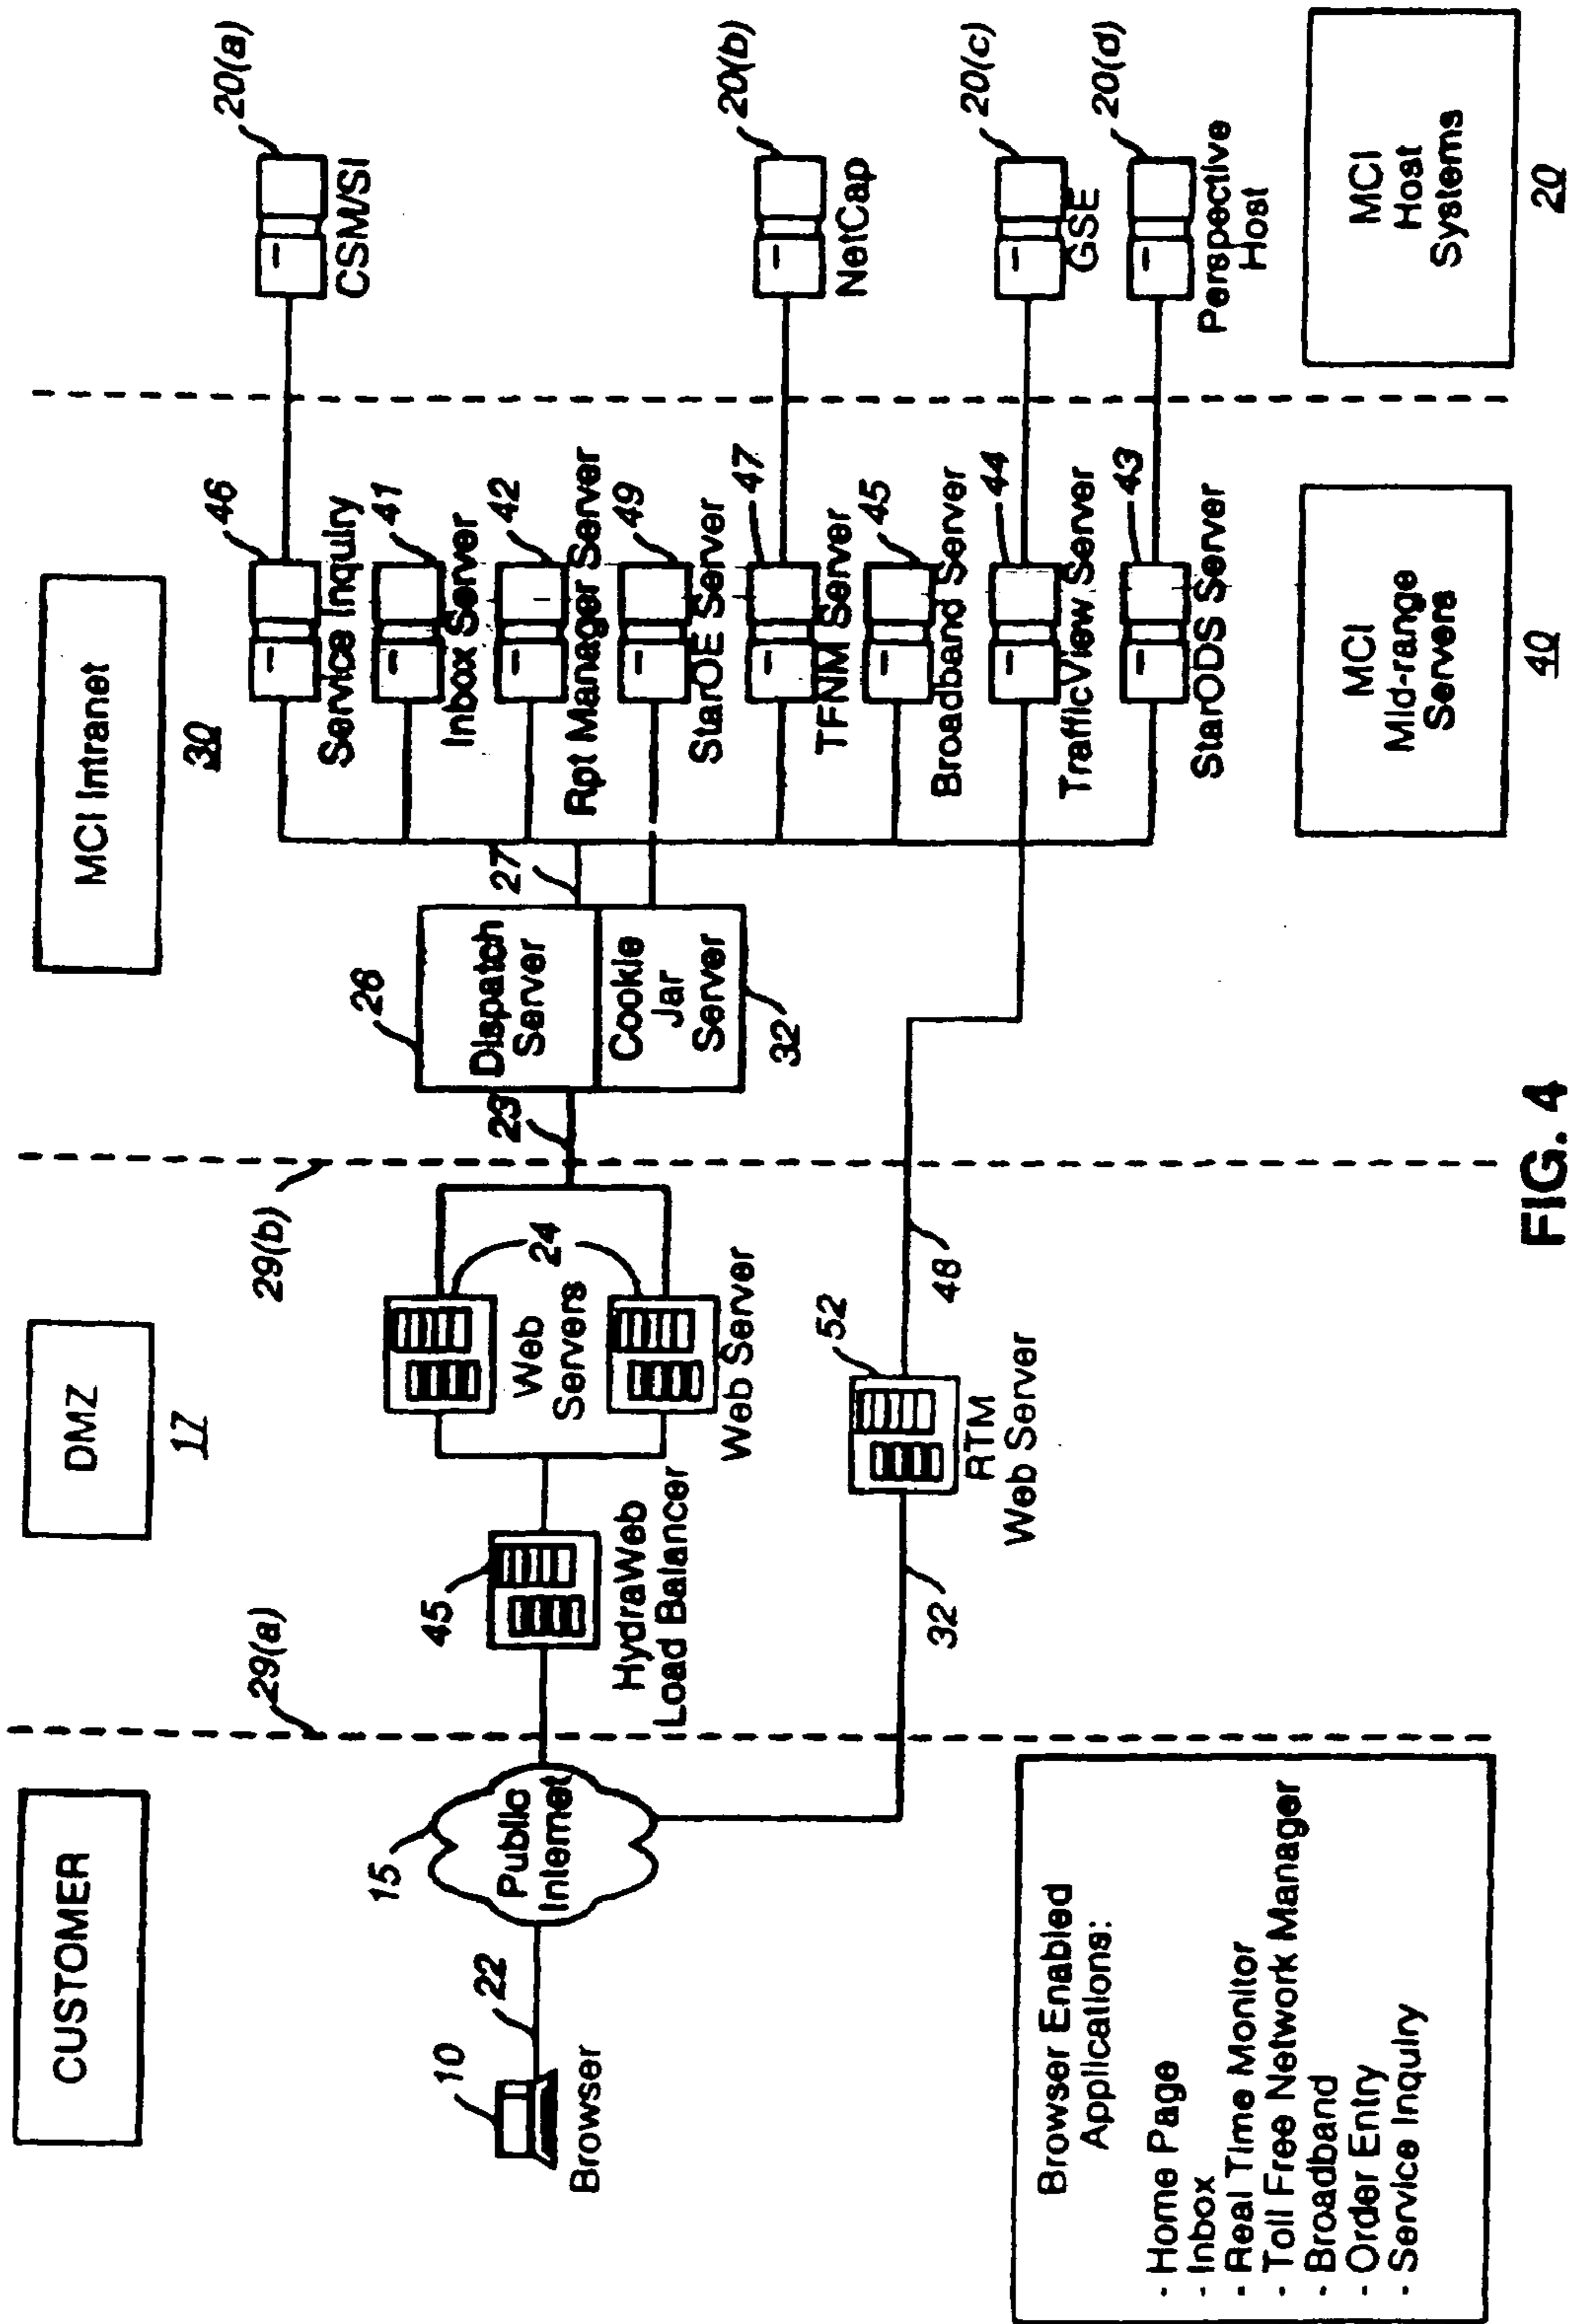 CUSTOMER
DMZ
17
MCI Intranet
30
29(a)
29(b)
10
Browser
22
15
Public
Internet
45
HydraWeb
Load Balancer
24
Web
Servers
Web Server
23
26
Dispatch
Server
Cookie
Jar
Server
32
27
32
52
RTM
Web Server
48
46
Service Inquiry
41
Inbox Server
42
Rpt Manager Server
49
StarOE Server
47
TFNM Server
45
Broadband Server
44
TrafficView Server
43
StarODS Server
20(a)
CSM/SI
20(b)
NetCap
20(c)
GSE
20(d)
Perspective
Host
Browser Enabled
Applications:
- Home Page
- Inbox
- Real Time Monitor
- Toll Free Network Manager
- Broadband
- Order Entry
- Service Inquiry
MCI
Mid-range
Servers
40
MCI
Host
Systems
20
FIG. 4